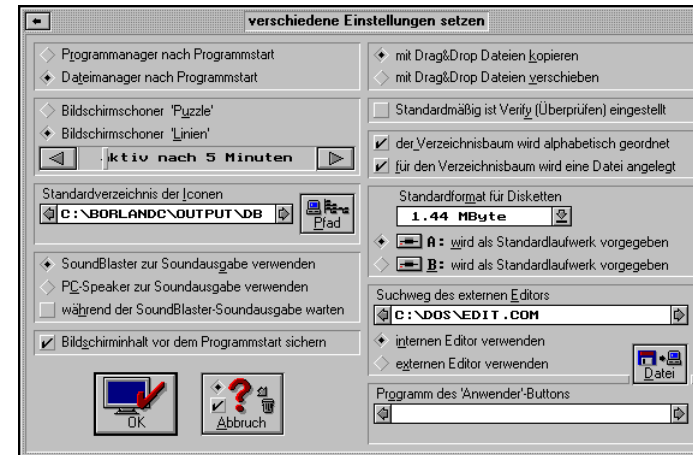 verschiedene Einstellungen setzen
Programmanager nach Programmstart
Dateimanager nach Programmstart
Bildschirmschoner 'Puzzle'
Bildschirmschoner 'Linien'
ktiv nach 5 Minuten
Standardverzeichnis der Iconen
C:\BORLANDC\OUTPUT\DB
Pfad
SoundBlaster zur Soundausgabe verwenden
PC-Speaker zur Soundausgabe verwenden
während der SoundBlaster-Soundausgabe warten
Bildschirminhalt vor dem Programmstart sichern
OK
Abbruch
mit Drag&Drop Dateien kopieren
mit Drag&Drop Dateien verschieben
Standardmäßig ist Verify (Überprüfen) eingestellt
der Verzeichnisbaum wird alphabetisch geordnet
für den Verzeichnisbaum wird eine Datei angelegt
Standardformat für Disketten
1.44 MByte
A: wird als Standardlaufwerk vorgegeben
B: wird als Standardlaufwerk vorgegeben
Suchweg des externen Editors
C:\DOS\EDIT.COM
internen Editor verwenden
externen Editor verwenden
Datei
Programm des 'Anwender'-Buttons